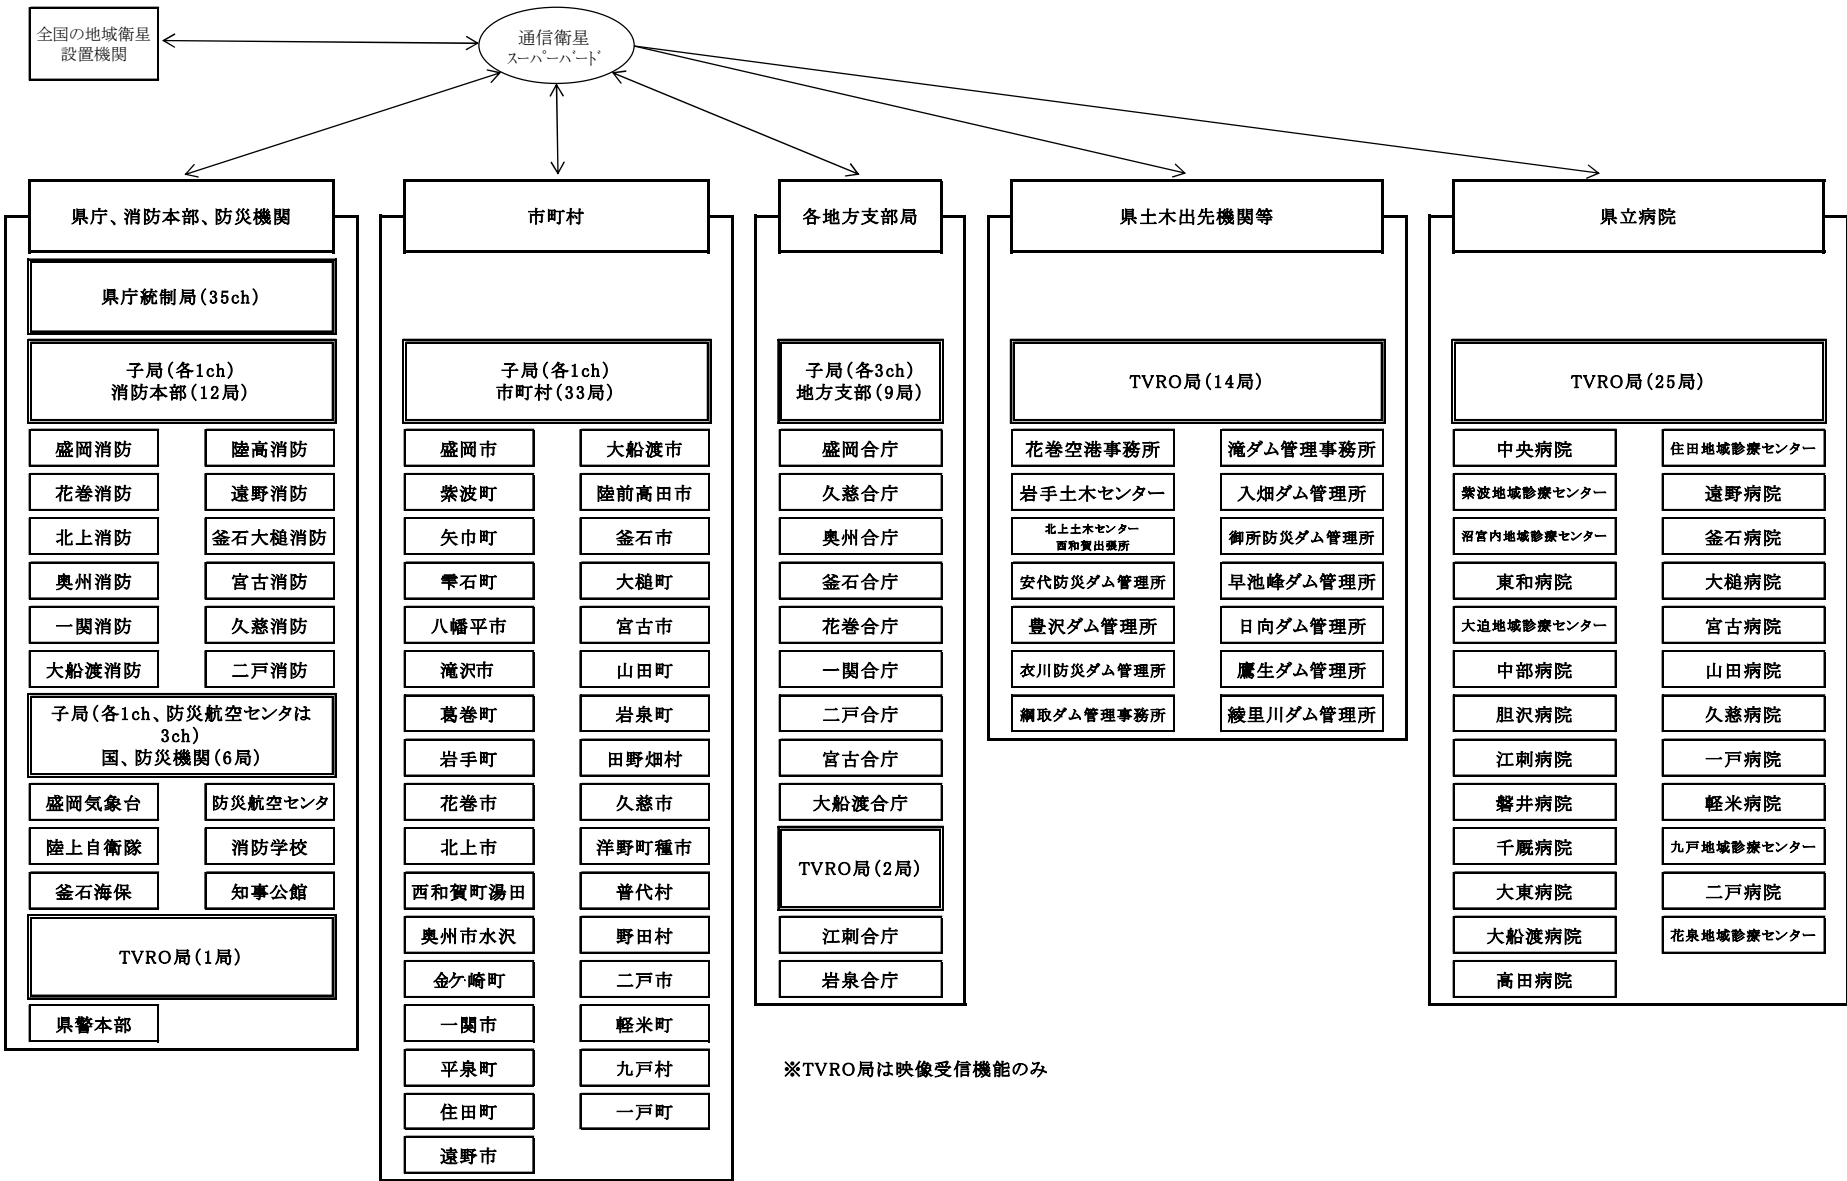 全国の地域衛星
設置機関
通信衛星
スーパーバード
県庁、消防本部、防災機関
県庁統制局(35ch)
子局(各1ch)
消防本部(12局)
盛岡消防
陸高消防
花巻消防
遠野消防
北上消防
釜石大槌消防
奥州消防
宮古消防
一関消防
久慈消防
大船渡消防
二戸消防
子局(各1ch、防災航空センタは
3ch)
国、防災機関(6局)
盛岡気象台
防災航空センタ
陸上自衛隊
消防学校
釜石海保
知事公館
TVRO局(1局)
県警本部
市町村
子局(各1ch)
市町村(33局)
盛岡市
大船渡市
紫波町
陸前高田市
矢巾町
釜石市
雫石町
大槌町
八幡平市
宮古市
滝沢市
山田町
葛巻町
岩泉町
岩手町
田野畑村
花巻市
久慈市
北上市
洋野町種市
西和賀町湯田
普代村
奥州市水沢
野田村
金ケ崎町
二戸市
一関市
軽米町
平泉町
九戸村
住田町
一戸町
遠野市
各地方支部局
子局(各3ch)
地方支部(9局)
盛岡合庁
久慈合庁
奥州合庁
釜石合庁
花巻合庁
一関合庁
二戸合庁
宮古合庁
大船渡合庁
TVRO局(2局)
江刺合庁
岩泉合庁
県土木出先機関等
TVRO局(14局)
花巻空港事務所
滝ダム管理事務所
岩手土木センター
入畑ダム管理所
北上土木センター
西和賀出張所
御所防災ダム管理所
安代防災ダム管理所
早池峰ダム管理所
豊沢ダム管理所
日向ダム管理所
衣川防災ダム管理所
鷹生ダム管理所
綱取ダム管理事務所
綾里川ダム管理所
県立病院
TVRO局(25局)
中央病院
住田地域診療センター
紫波地域診療センター
遠野病院
沼宮内地域診療センター
釜石病院
東和病院
大槌病院
大迫地域診療センター
宮古病院
中部病院
山田病院
胆沢病院
久慈病院
江刺病院
一戸病院
磐井病院
軽米病院
千厩病院
九戸地域診療センター
大東病院
二戸病院
大船渡病院
花泉地域診療センター
高田病院
※TVRO局は映像受信機能のみ